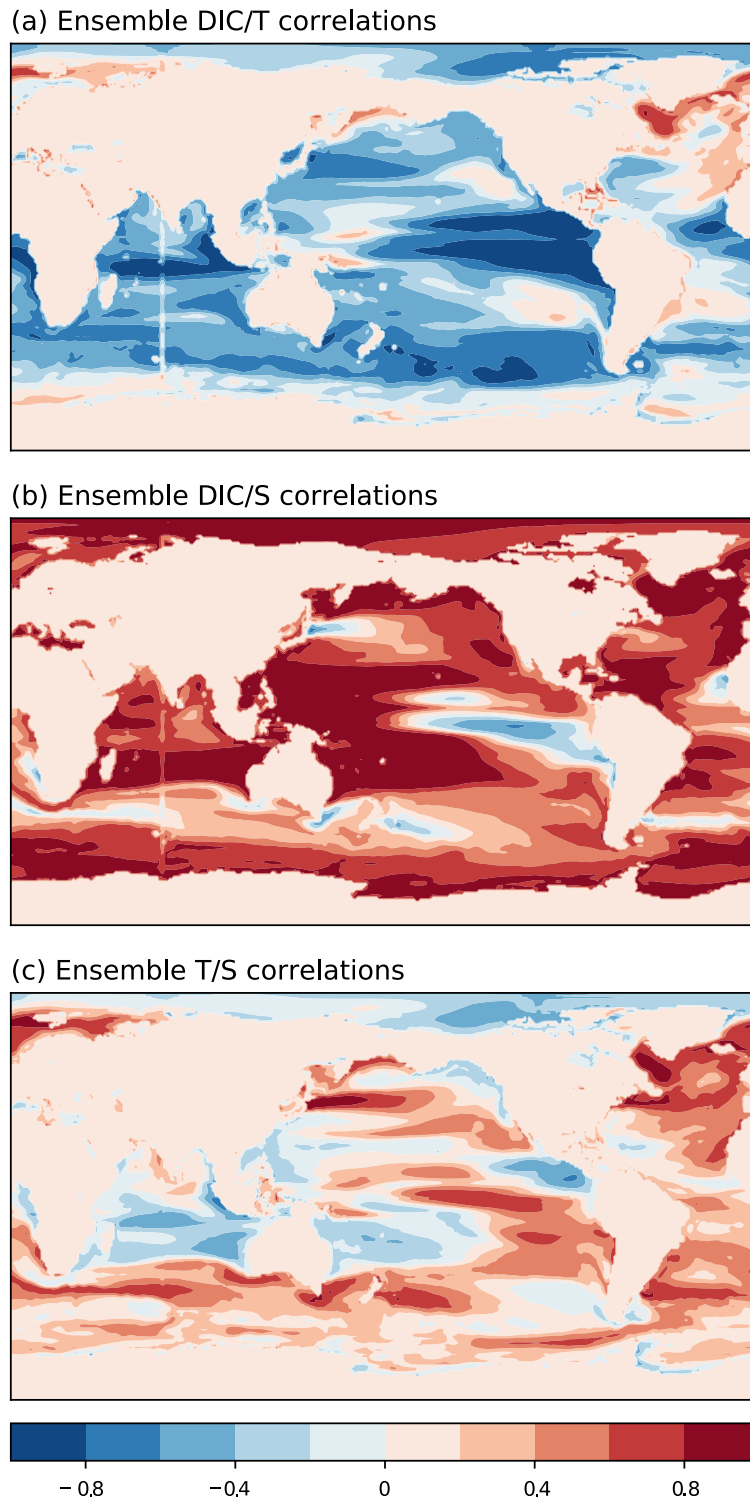 (a) Ensemble DIC/T correlations
(b) Ensemble DIC/S correlations
(c) Ensemble T/S correlations
−0.8 −0.4 0 0.4 0.8